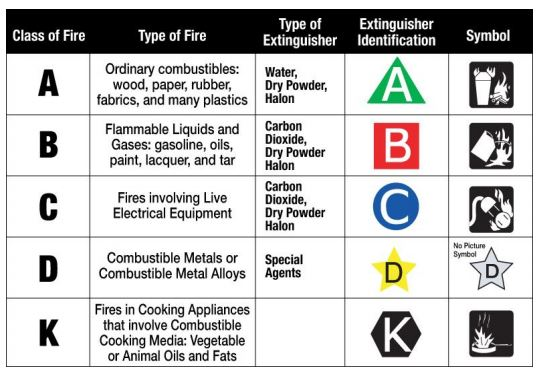 Class of Fire
Type of Fire
Type of
Extinguisher
Extinguisher
Identification
Symbol
A
Ordinary combustibles:
wood, paper, rubber,
fabrics, and many plastics
Water,
Dry Powder,
Halon
A
B
Flammable Liquids and
Gases: gasoline, oils,
paint, lacquer, and tar
Carbon
Dioxide,
Dry Powder
Halon
B
C
Fires involving Live
Electrical Equipment
Carbon
Dioxide,
Dry Powder
Halon
C
D
Combustible Metals or
Combustible Metal Alloys
Special
Agents
D
No Picture
Symbol
D
K
Fires in Cooking Appliances
that involve Combustible
Cooking Media: Vegetable
or Animal Oils and Fats
K